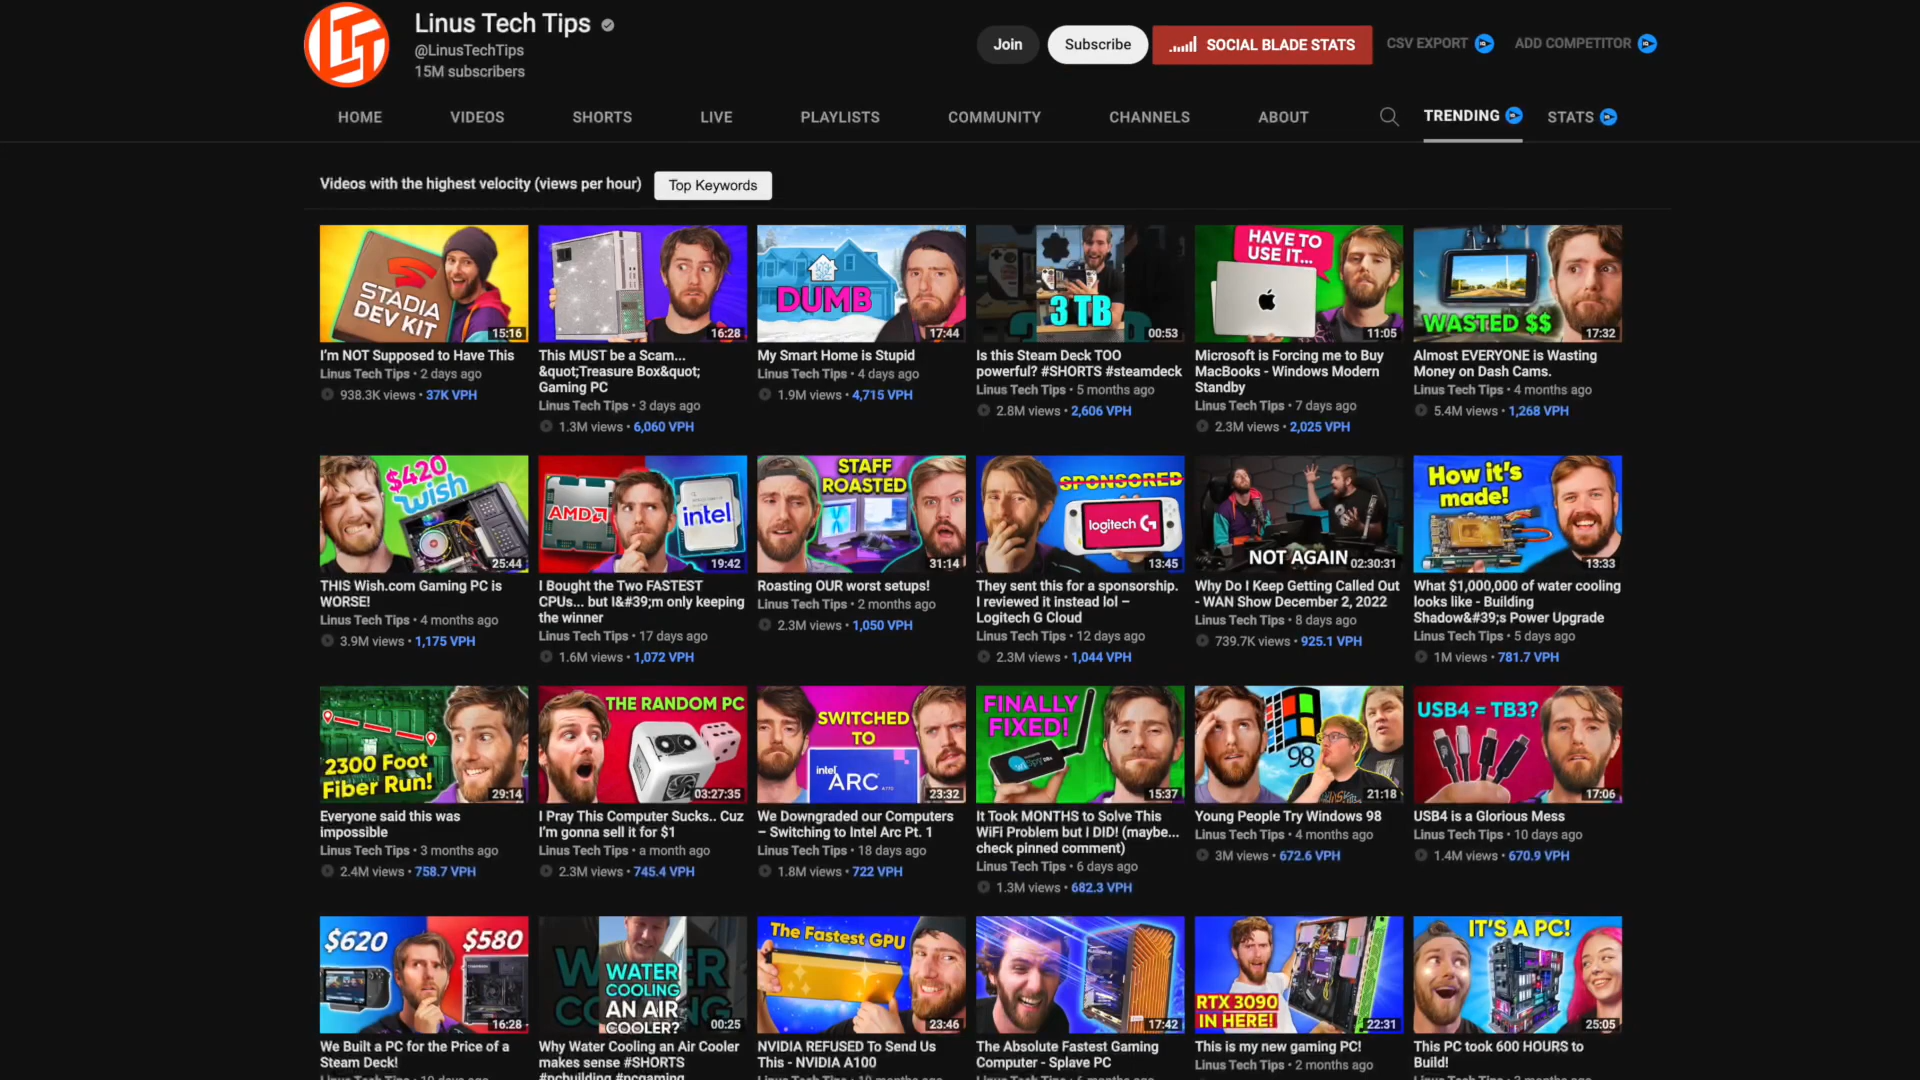 Linus Tech Tips
@LinusTechTips
15M subscribers
Join
Subscribe
SOCIAL BLADE STATS
CSV EXPORT
ADD COMPETITOR
HOME
VIDEOS
SHORTS
LIVE
PLAYLISTS
COMMUNITY
CHANNELS
ABOUT
TRENDING
STATS
Videos with the highest velocity (views per hour)
Top Keywords
STADIA
DEV KIT
15:16
I'm NOT Supposed to Have This
Linus Tech Tips • 2 days ago
938.3K views • 37K VPH
16:28
This MUST be a Scam...
&quot;Treasure Box&quot;
Gaming PC
Linus Tech Tips • 3 days ago
1.3M views • 6,060 VPH
DUMB
17:44
My Smart Home is Stupid
Linus Tech Tips • 4 days ago
1.9M views • 4,715 VPH
3 TB
00:53
Is this Steam Deck TOO
powerful? #SHORTS #steamdeck
Linus Tech Tips • 5 months ago
2.8M views • 2,606 VPH
HAVE TO
USE IT...
11:05
Microsoft is Forcing me to Buy
MacBooks - Windows Modern
Standby
Linus Tech Tips • 7 days ago
2.3M views • 2,025 VPH
WASTED $$
17:32
Almost EVERYONE is Wasting
Money on Dash Cams.
Linus Tech Tips • 4 months ago
5.4M views • 1,268 VPH
$420
wish
25:44
THIS Wish.com Gaming PC is
WORSE!
Linus Tech Tips • 4 months ago
3.9M views • 1,175 VPH
AMD
intel
19:42
I Bought the Two FASTEST
CPUs... but I&#39;m only keeping
the winner
Linus Tech Tips • 17 days ago
1.6M views • 1,072 VPH
STAFF
ROASTED
31:14
Roasting OUR worst setups!
Linus Tech Tips • 2 months ago
2.3M views • 1,050 VPH
SPONSORED
logitech G
13:45
They sent this for a sponsorship.
I reviewed it instead lol –
Logitech G Cloud
Linus Tech Tips • 12 days ago
2.3M views • 1,044 VPH
NOT AGAIN
02:30:31
Why Do I Keep Getting Called Out
- WAN Show December 2, 2022
Linus Tech Tips • 8 days ago
739.7K views • 925.1 VPH
How it's
made!
13:33
What $1,000,000 of water cooling
looks like - Building
Shadow&#39;s Power Upgrade
Linus Tech Tips • 5 days ago
1M views • 781.7 VPH
2300 Foot
Fiber Run!
29:14
Everyone said this was
impossible
Linus Tech Tips • 3 months ago
2.4M views • 758.7 VPH
THE RANDOM PC
03:27:35
I Pray This Computer Sucks.. Cuz
I'm gonna sell it for $1
Linus Tech Tips • a month ago
2.3M views • 745.4 VPH
SWITCHED
TO
intel
ARC
23:32
We Downgraded our Computers
– Switching to Intel Arc Pt. 1
Linus Tech Tips • 18 days ago
1.8M views • 722 VPH
FINALLY
FIXED!
15:37
It Took MONTHS to Solve This
WiFi Problem but I DID! (maybe...
check pinned comment)
Linus Tech Tips • 6 days ago
1.3M views • 682.3 VPH
98
21:18
Young People Try Windows 98
Linus Tech Tips • 4 months ago
3M views • 672.6 VPH
USB4 = TB3?
17:06
USB4 is a Glorious Mess
Linus Tech Tips • 10 days ago
1.4M views • 670.9 VPH
$620
$580
16:28
We Built a PC for the Price of a
Steam Deck!
WATER
COOLING
AN AIR
COOLER?
00:25
Why Water Cooling an Air Cooler
makes sense #SHORTS
#pcbuilding #pcgaming
The Fastest GPU
23:46
NVIDIA REFUSED To Send Us
This - NVIDIA A100
17:42
The Absolute Fastest Gaming
Computer - Splave PC
RTX 3090
IN HERE!
22:31
This is my new gaming PC!
Linus Tech Tips • 2 months ago
IT'S A PC!
25:05
This PC took 600 HOURS to
Build!